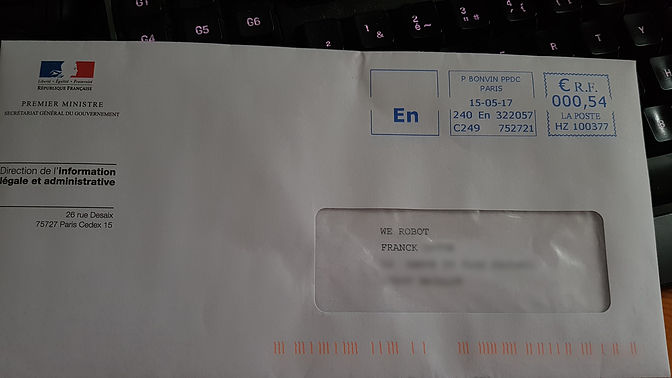 G4
G5
G6
&
1
é
2
~
"
3
#
R
T
Y
Liberté • Égalité • Fraternité
RÉPUBLIQUE FRANÇAISE
PREMIER MINISTRE
SECRÉTARIAT GÉNÉRAL DU GOUVERNEMENT
Direction de l'information
légale et administrative
26 rue Desaix
75727 Paris Cedex 15
En
P BONVIN PPDC
PARIS
15-05-17
240 En 322057
C249 752721
€ R.F.
000,54
LA POSTE
HZ 100377
WE ROBOT
FRANCK